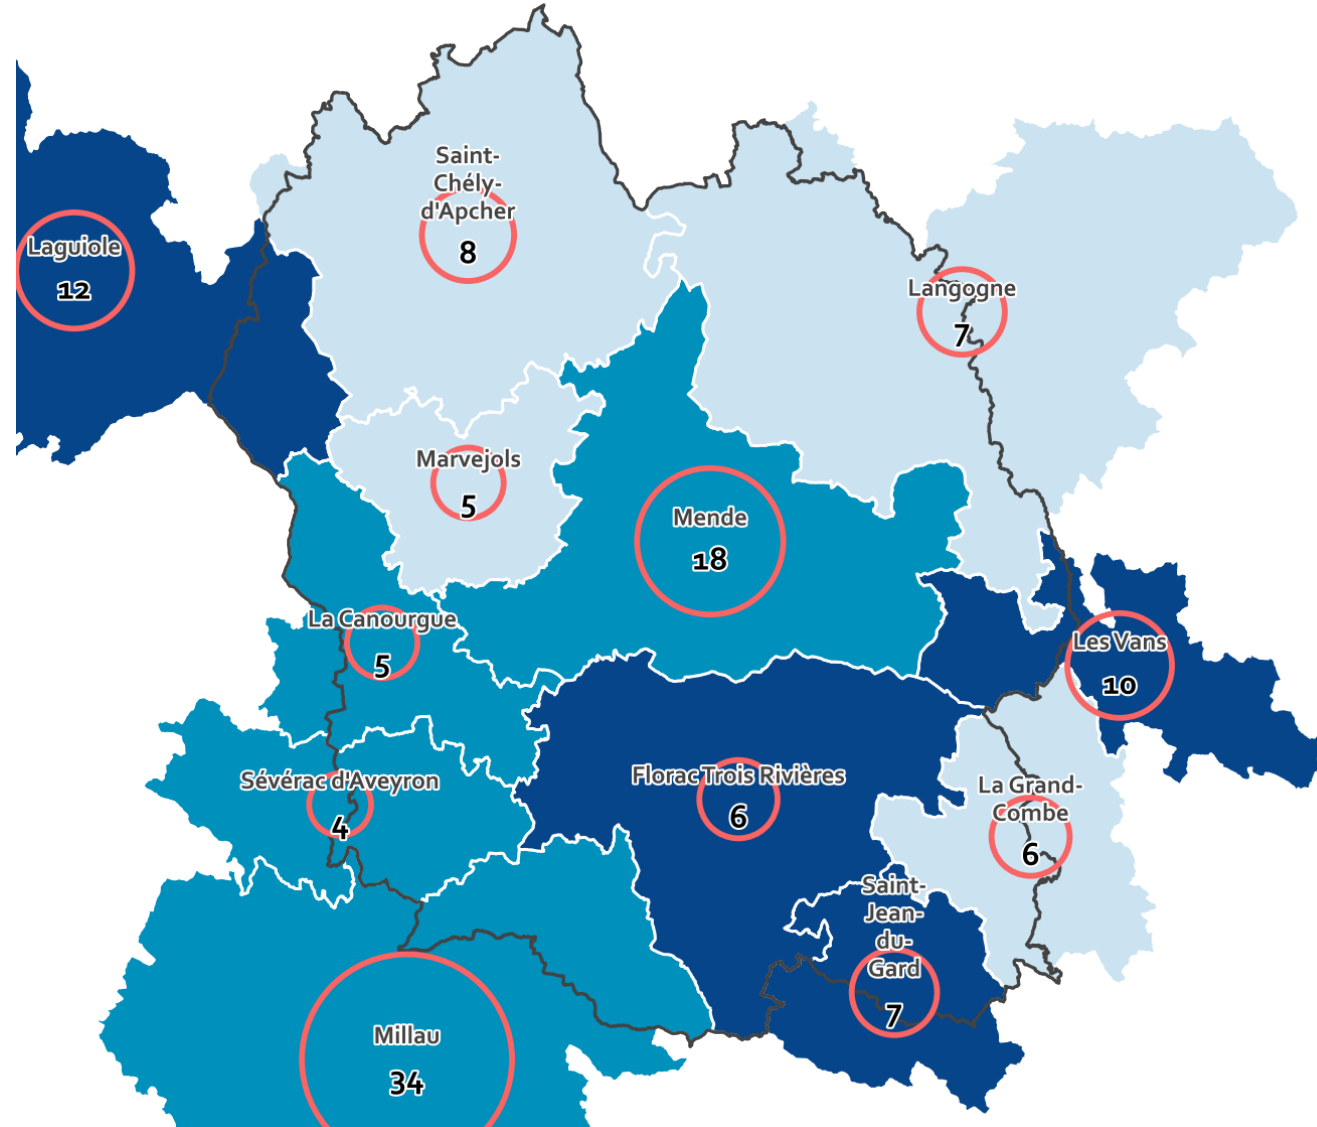 Saint-
Chély-
d'Apcher
8
Laguiole
12
Langogne
7
Marvejols
5
Mende
18
La Canourgue
5
Les Vans
10
Sévérac d'Aveyron
4
Florac Trois Rivières
6
La Grand-
Combe
6
Saint-
Jean-
du-
Gard
7
Millau
34